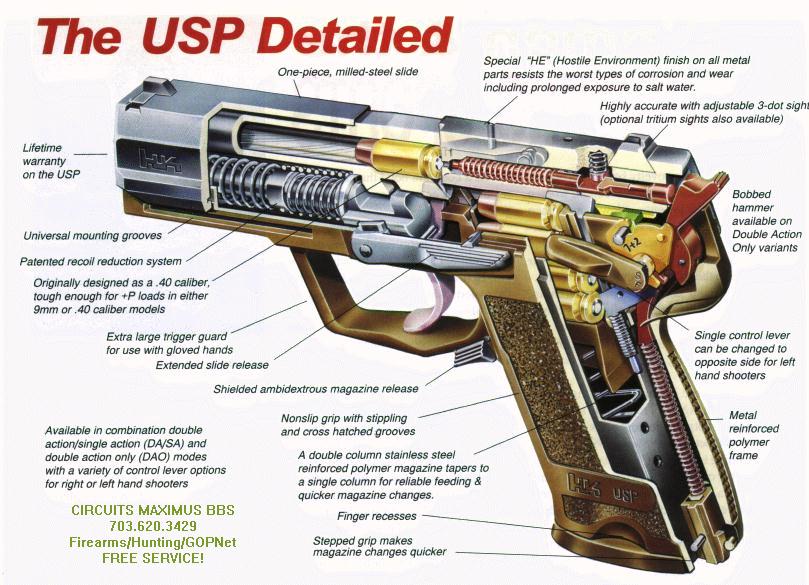 The USP Detailed
One-piece, milled-steel slide
Special "HE" (Hostile Environment) finish on all metal
parts resists the worst types of corrosion and wear
including prolonged exposure to salt water.
Highly accurate with adjustable 3-dot sight
(optional tritium sights also available)
Lifetime
warranty
on the USP
HK
Bobbed
hammer
available on
Double Action
Only variants
1+2
Universal mounting grooves
Patented recoil reduction system
Originally designed as a .40 caliber,
tough enough for +P loads in either
9mm or .40 caliber models
Extra large trigger guard
for use with gloved hands
Extended slide release
Single control lever
can be changed to
opposite side for left
hand shooters
Shielded ambidextrous magazine release
Nonslip grip with stippling
and cross hatched grooves
Metal
reinforced
polymer
frame
Available in combination double
action/single action (DA/SA) and
double action only (DAO) modes
with a variety of control lever options
for right or left hand shooters
A double column stainless steel
reinforced polymer magazine tapers to
a single column for reliable feeding &
quicker magazine changes.
HK USP
CIRCUITS MAXIMUS BBS
703.620.3429
Firearms/Hunting/GOPNet
FREE SERVICE!
Finger recesses
Stepped grip makes
magazine changes quicker